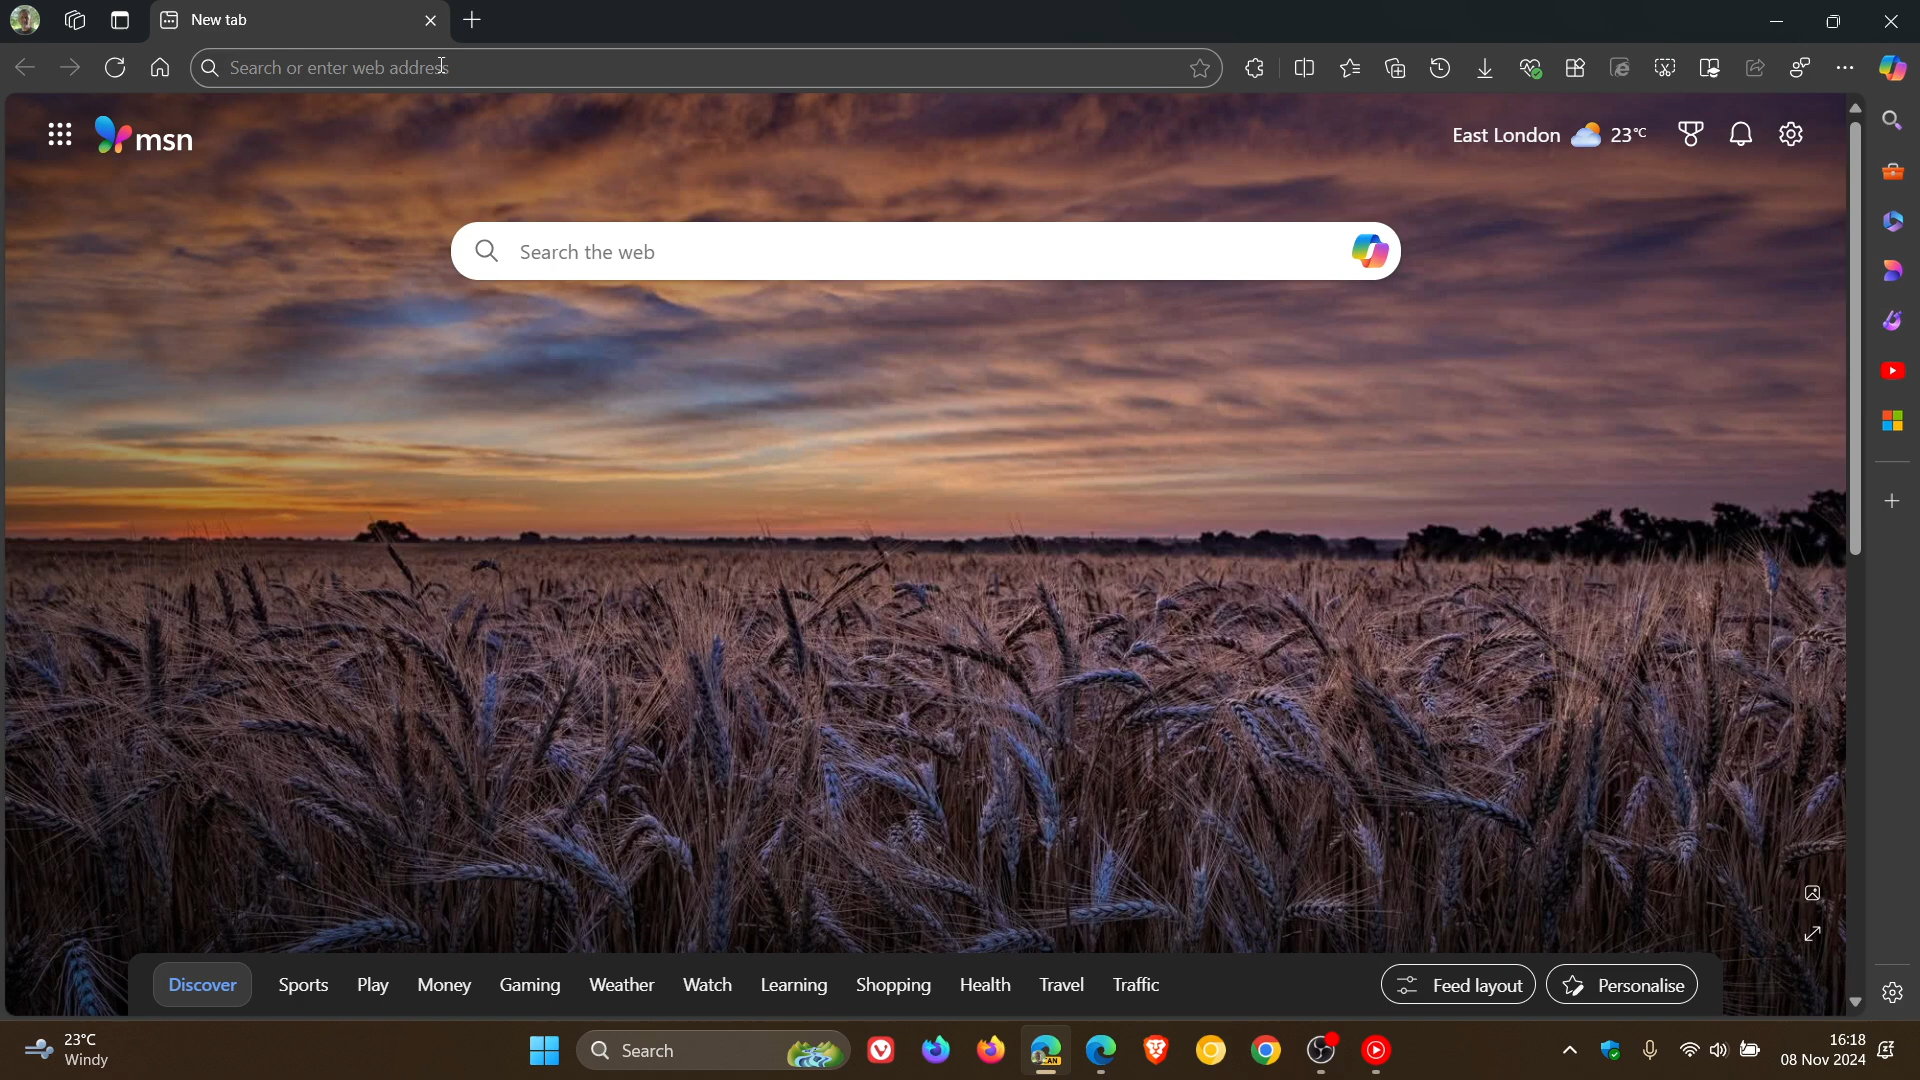 New tab
Search or enter web address
msn
East London 23°C
Search the web
Discover Sports Play Money Gaming Weather Watch Learning Shopping Health Travel Traffic Feed layout Personalise
23°C
Windy
Search
CAN
16:18
08 Nov 2024